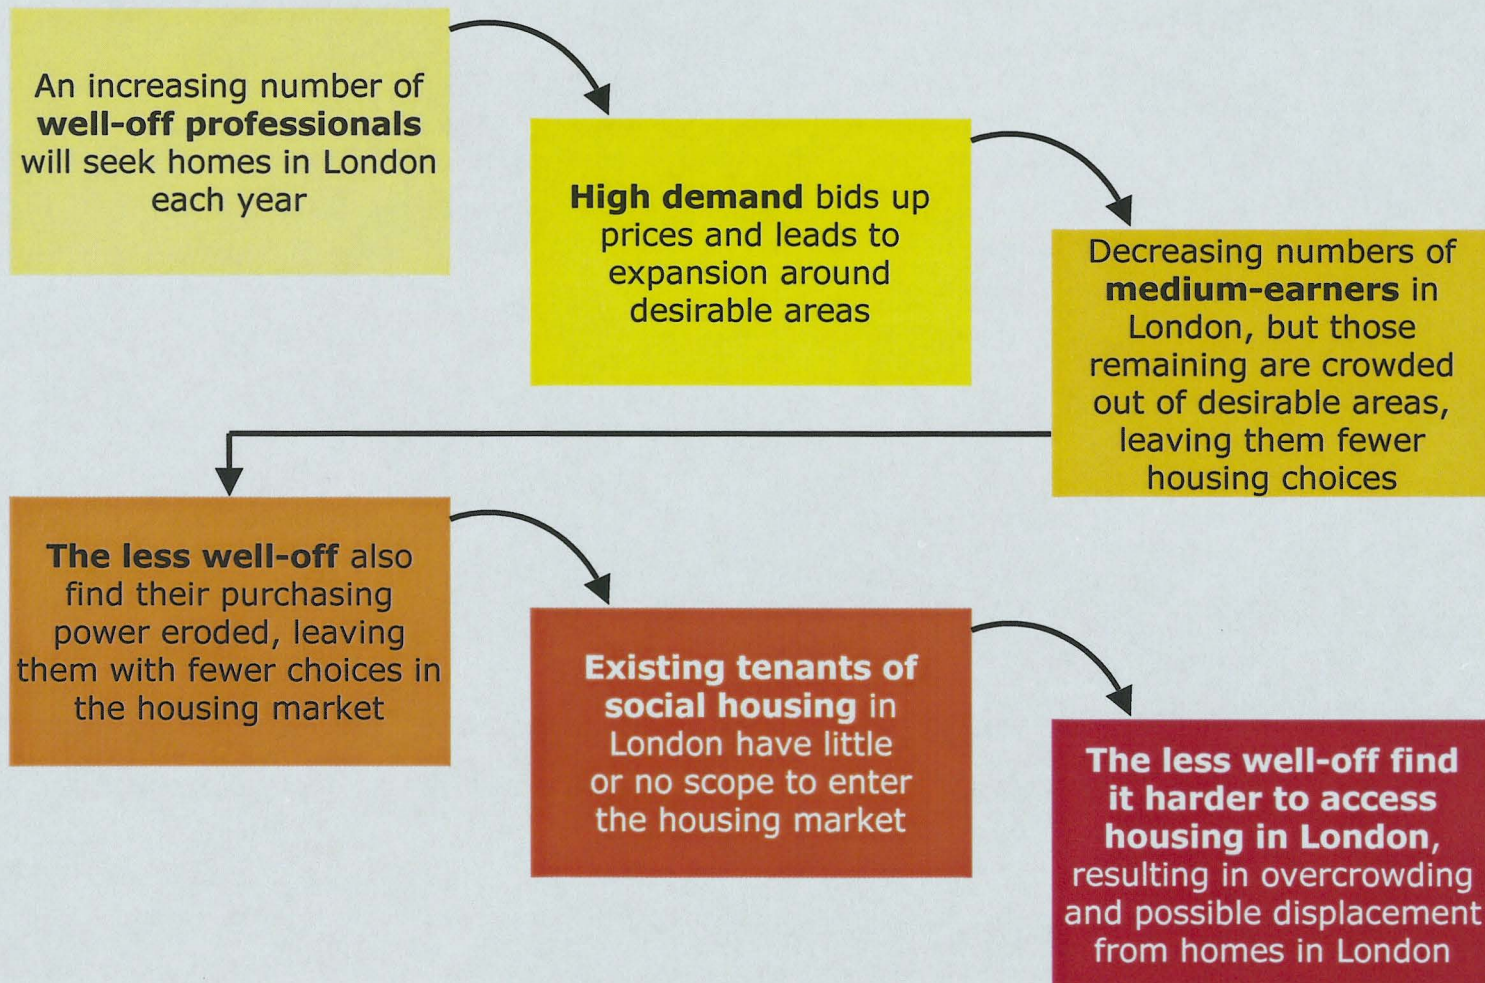 An increasing number of
well-off professionals
will seek homes in London
each year
High demand bids up
prices and leads to
expansion around
desirable areas
Decreasing numbers of
medium-earners in
London, but those
remaining are crowded
out of desirable areas,
leaving them fewer
housing choices
The less well-off also
find their purchasing
power eroded, leaving
them with fewer choices in
the housing market
Existing tenants of
social housing in
London have little
or no scope to enter
the housing market
The less well-off find
it harder to access
housing in London,
resulting in overcrowding
and possible displacement
from homes in London